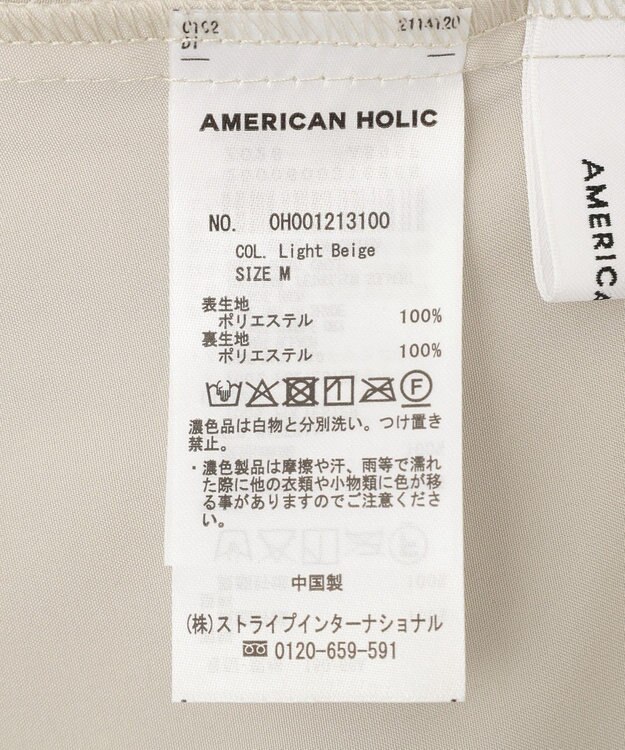 AMERICAN HOLIC
NO. 0H001213100
COL. Light Beige
SIZE M
表生地
ポリエステル 100%
裏生地
ポリエステル 100%
F
濃色品は白物と分別洗い。つけ置き
禁止。
・濃色製品は摩擦や汗、雨等で濡れ
た際に他の衣類や小物類に色が移
る事がありますのでご注意くださ
い。
中国製
(株)ストライプインターナショナル
0120-659-591
AMERICA